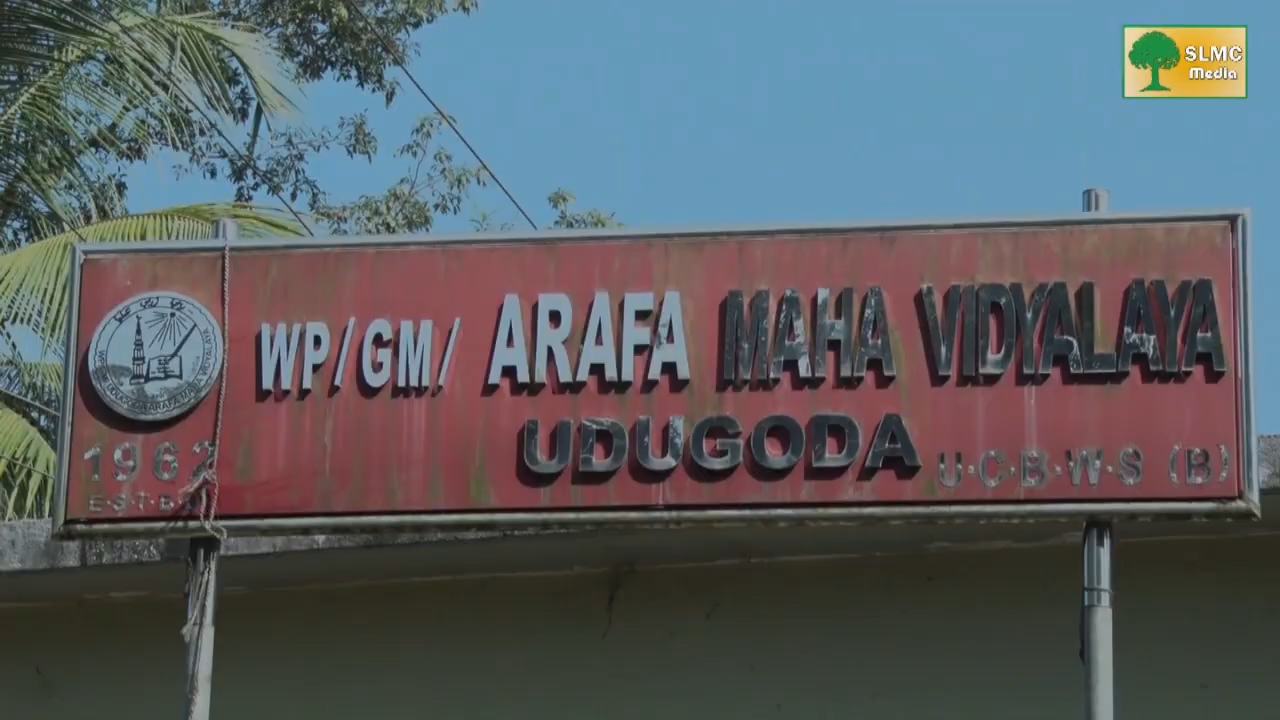 SLMC
Media
WP/GM/ ARAFA MAHA VIDYALAYA
UDUGODA
U·C·B·W·S (B)
1962